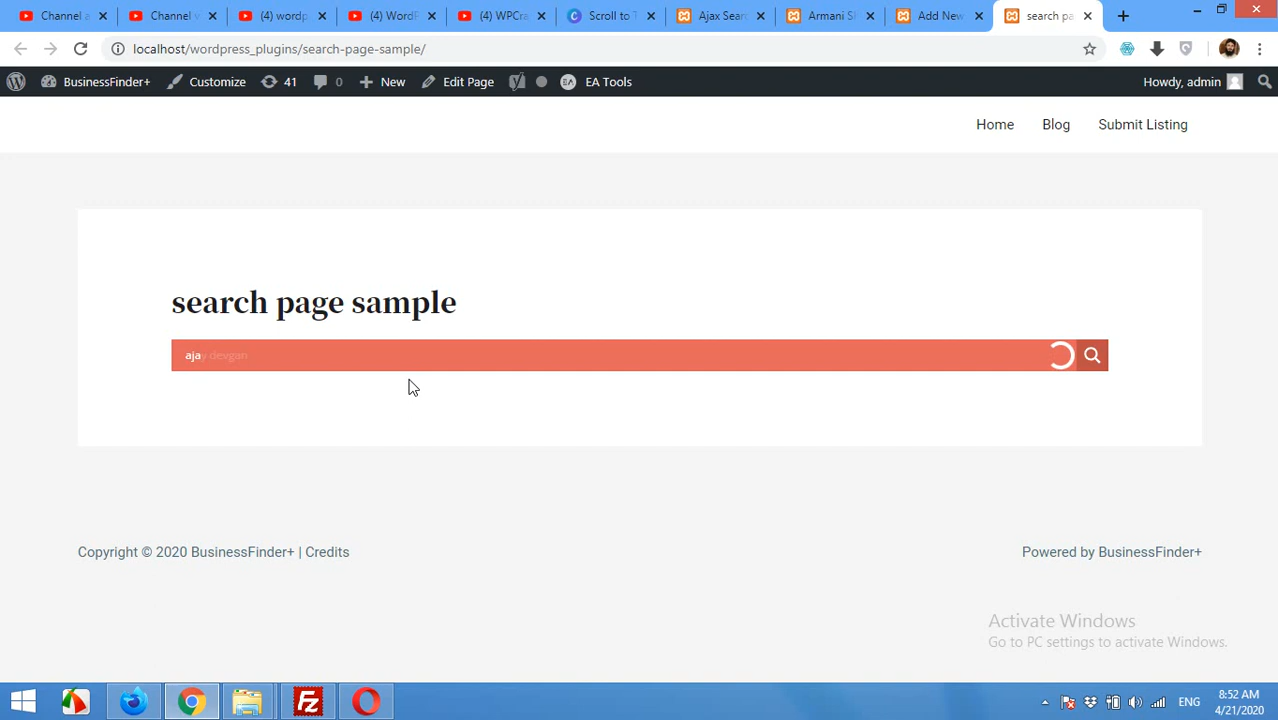 Channel a
Channel v
(4) wordp
(4) WordP
(4) WPCra
Scroll to T
Ajax Sear
Armani Si
Add New
search pa
localhost/wordpress_plugins/search-page-sample/
BusinessFinder+
Customize
41
0
New
Edit Page
EA Tools
Howdy, admin
Home
Blog
Submit Listing
search page sample
ajay devgan
Copyright © 2020 BusinessFinder+ | Credits
Powered by BusinessFinder+
Activate Windows
Go to PC settings to activate Windows.
ENG
8:52 AM
4/21/2020